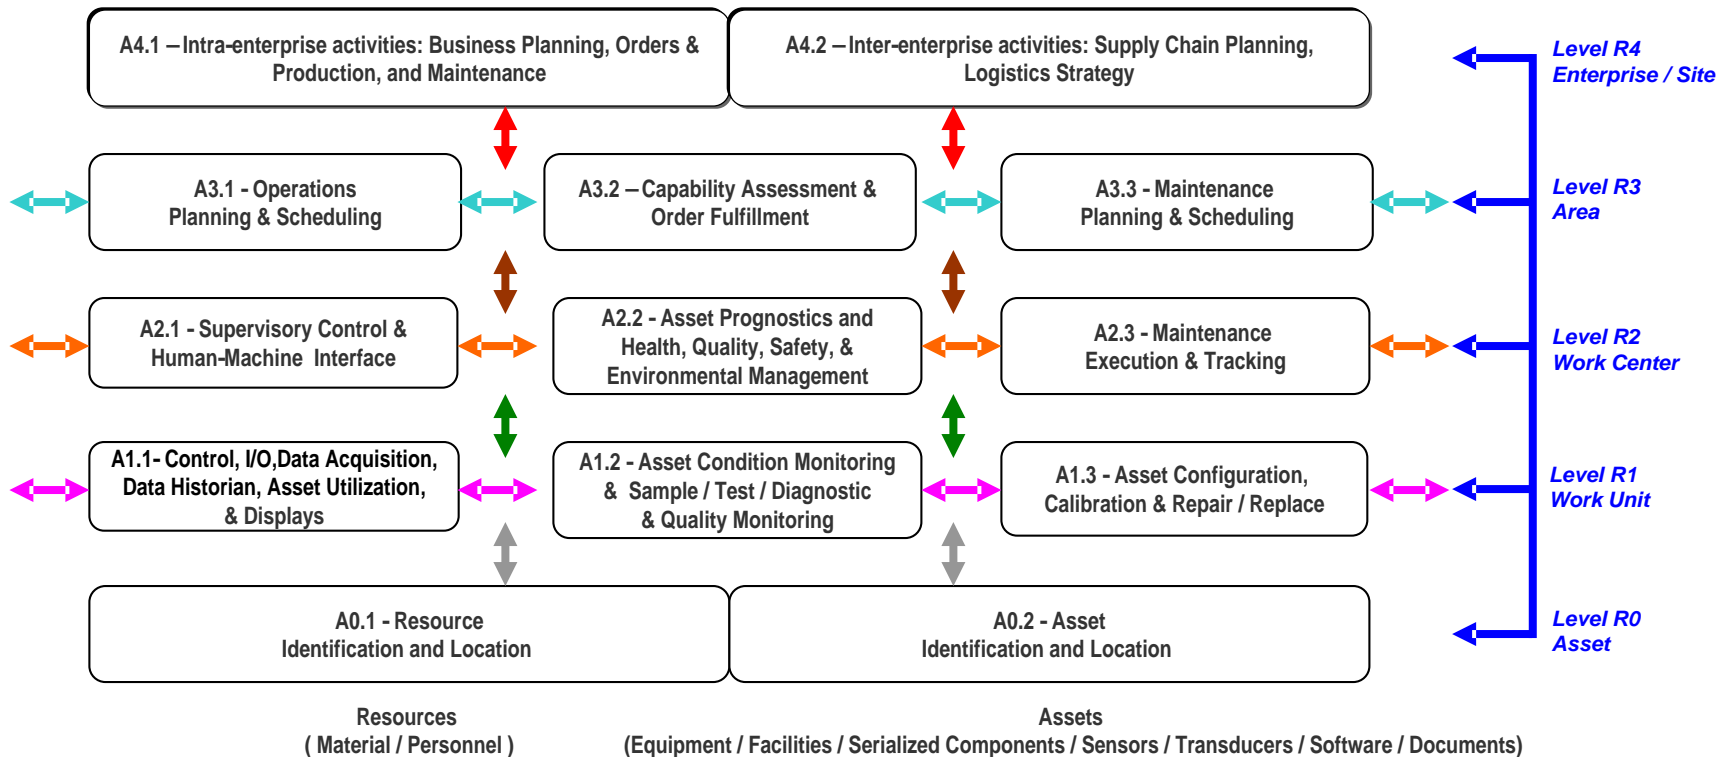 A4.1 – Intra-enterprise activities: Business Planning, Orders &
Production, and Maintenance
A4.2 – Inter-enterprise activities: Supply Chain Planning,
Logistics Strategy
Level R4
Enterprise / Site
A3.1 - Operations
Planning & Scheduling
A3.2 – Capability Assessment &
Order Fulfillment
A3.3 - Maintenance
Planning & Scheduling
Level R3
Area
A2.1 - Supervisory Control &
Human-Machine Interface
A2.2 - Asset Prognostics and
Health, Quality, Safety, &
Environmental Management
A2.3 - Maintenance
Execution & Tracking
Level R2
Work Center
A1.1- Control, I/O,Data Acquisition,
Data Historian, Asset Utilization,
& Displays
A1.2 - Asset Condition Monitoring
& Sample / Test / Diagnostic
& Quality Monitoring
A1.3 - Asset Configuration,
Calibration & Repair / Replace
Level R1
Work Unit
A0.1 - Resource
Identification and Location
A0.2 - Asset
Identification and Location
Level R0
Asset
Resources
( Material / Personnel )
Assets
(Equipment / Facilities / Serialized Components / Sensors / Transducers / Software / Documents)